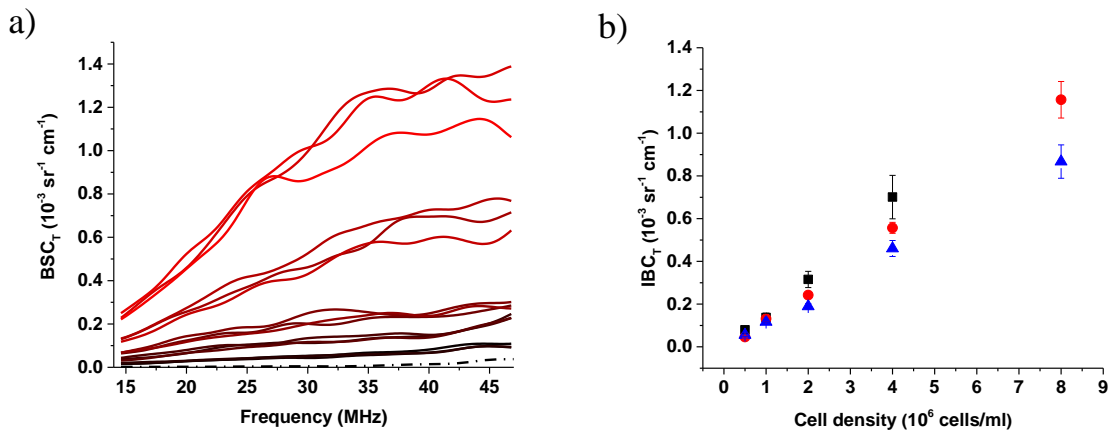 a)
1.4
1.2
1.0
0.8
0.6
0.4
0.2
0.0
BSC_T (10^-3 sr^-1 cm^-1)
15 20 25 30 35 40 45
Frequency (MHz)
b)
1.4
1.2
1.0
0.8
0.6
0.4
0.2
0.0
IBC_T (10^-3 sr^-1 cm^-1)
0 1 2 3 4 5 6 7 8 9
Cell density (10^6 cells/ml)